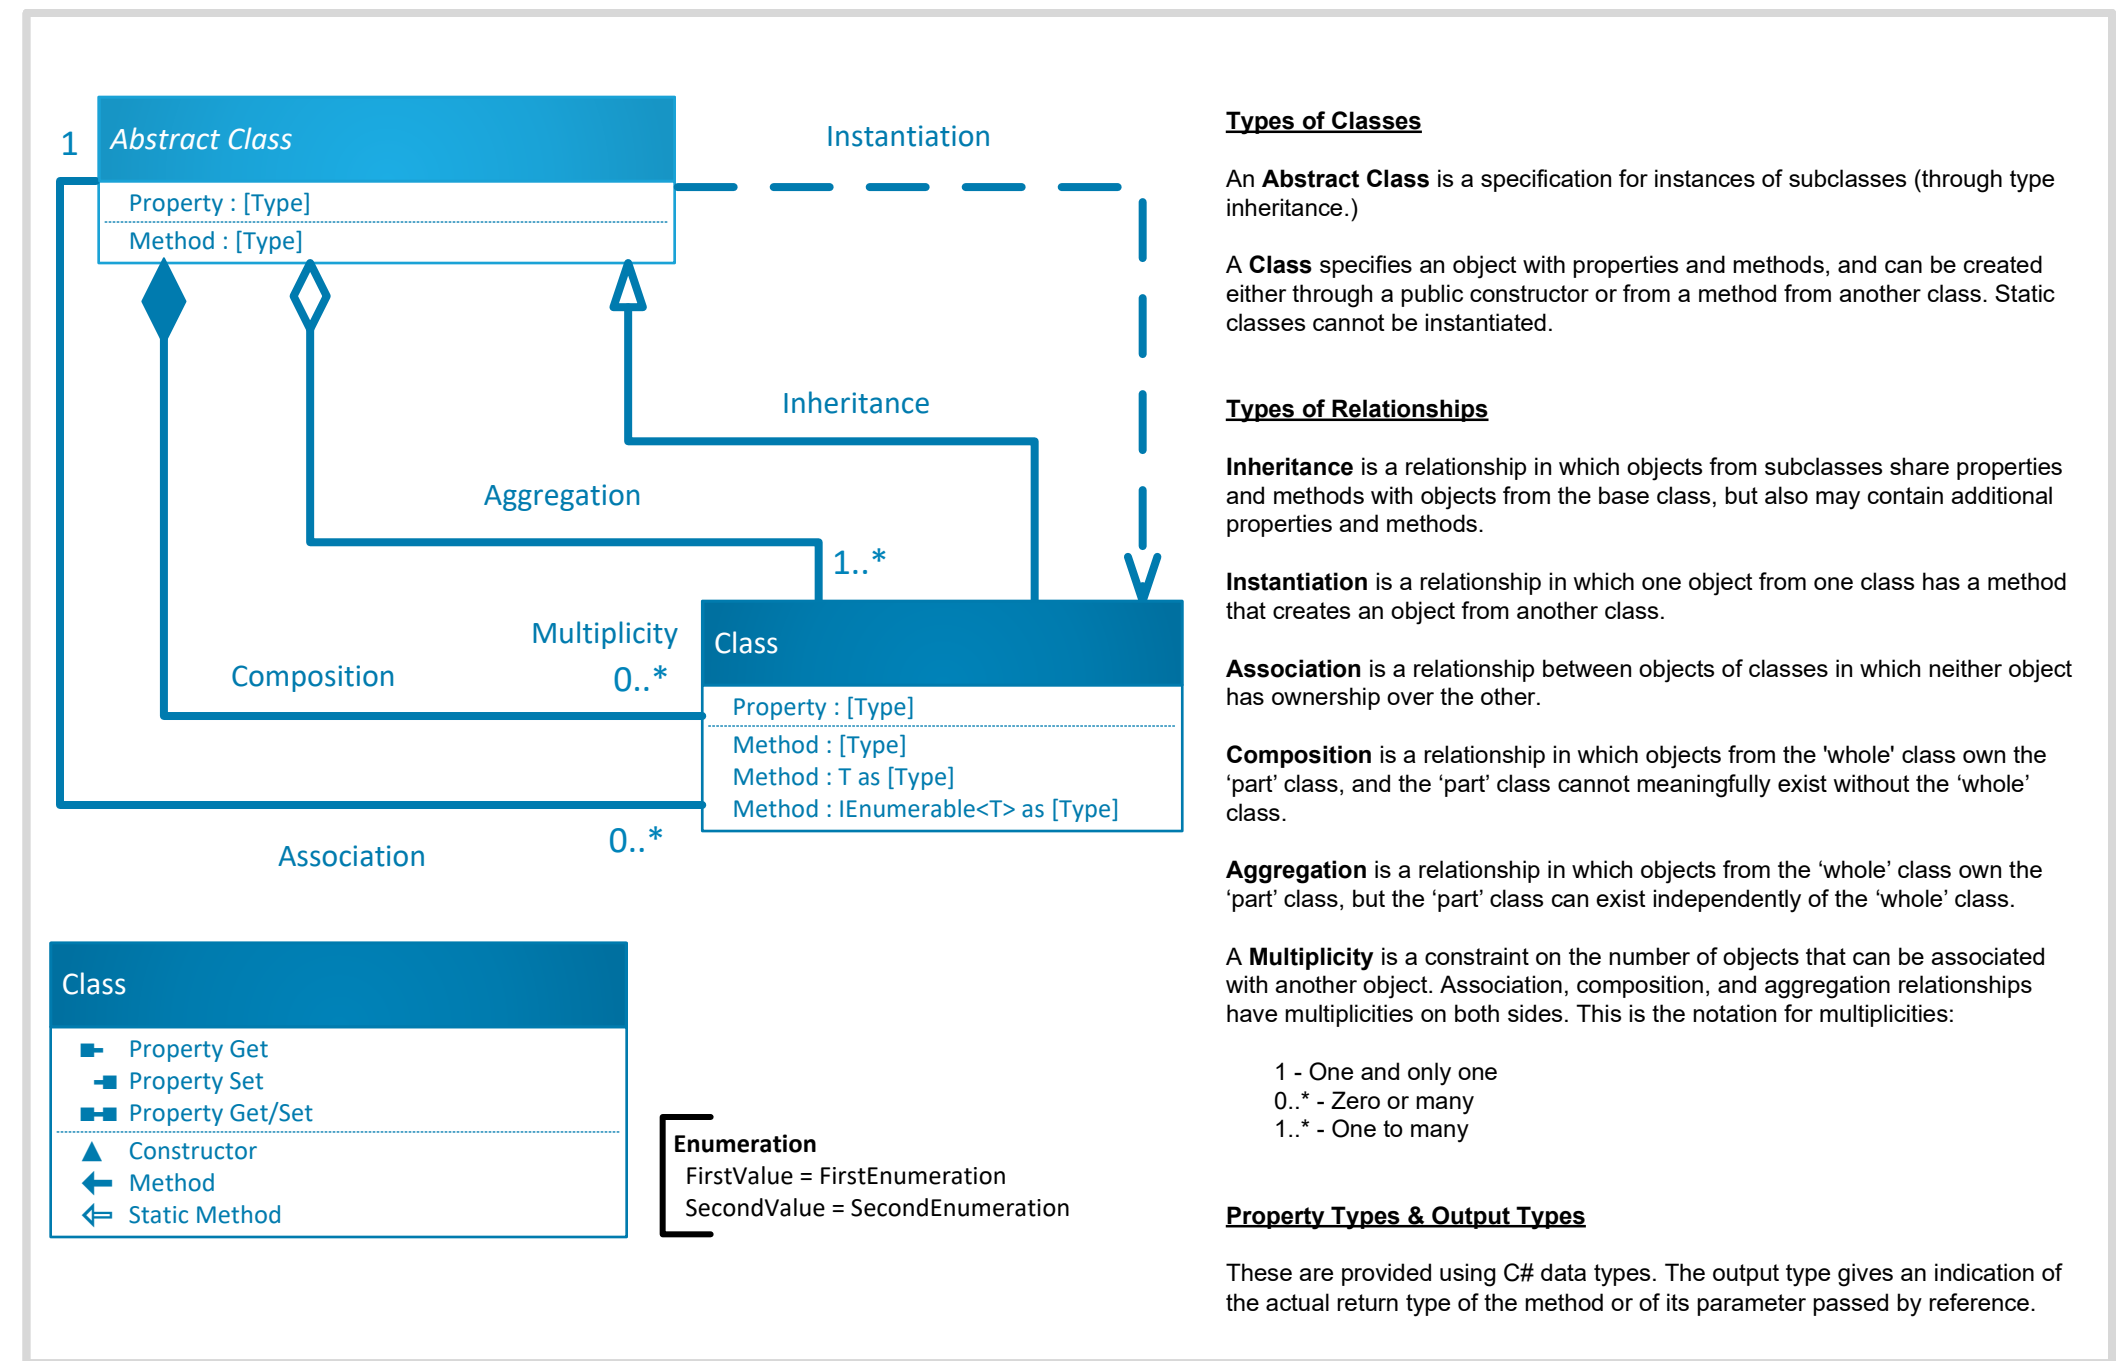 1
Abstract Class
Property : [Type]
Method : [Type]
Instantiation
Inheritance
Aggregation
1..*
Multiplicity
0..*
Composition
Class
Property : [Type]
Method : [Type]
Method : T as [Type]
Method : IEnumerable<T> as [Type]
0..*
Association
Class
Property Get
Property Set
Property Get/Set
Constructor
Method
Static Method
Enumeration
FirstValue = FirstEnumeration
SecondValue = SecondEnumeration
Types of Classes
An Abstract Class is a specification for instances of subclasses (through type
inheritance.)
A Class specifies an object with properties and methods, and can be created
either through a public constructor or from a method from another class. Static
classes cannot be instantiated.
Types of Relationships
Inheritance is a relationship in which objects from subclasses share properties
and methods with objects from the base class, but also may contain additional
properties and methods.
Instantiation is a relationship in which one object from one class has a method
that creates an object from another class.
Association is a relationship between objects of classes in which neither object
has ownership over the other.
Composition is a relationship in which objects from the 'whole' class own the
‘part’ class, and the ‘part’ class cannot meaningfully exist without the ‘whole’
class.
Aggregation is a relationship in which objects from the ‘whole’ class own the
‘part’ class, but the ‘part’ class can exist independently of the ‘whole’ class.
A Multiplicity is a constraint on the number of objects that can be associated
with another object. Association, composition, and aggregation relationships
have multiplicities on both sides. This is the notation for multiplicities:
1 - One and only one
0..* - Zero or many
1..* - One to many
Property Types & Output Types
These are provided using C# data types. The output type gives an indication of
the actual return type of the method or of its parameter passed by reference.